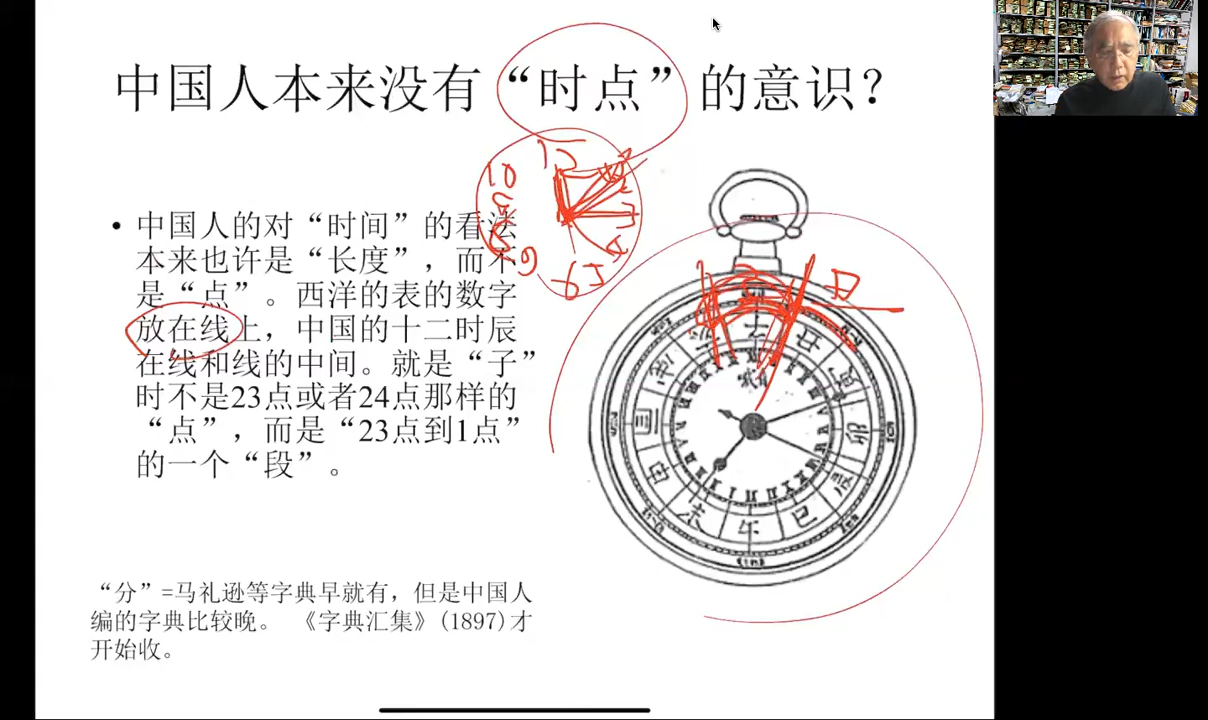 中国人本来没有“时点”的意识？
• 中国人的对“时间”的看法
本来也许是“长度”，而不
是“点”。西洋的表的数字
放在线上，中国的十二时辰
在线和线的中间。就是“子”
时不是23点或者24点那样的
“点”，而是“23点到1点”
的一个“段”。
“分”=马礼逊等字典早就有，但是中国人
编的字典比较晚。 《字典汇集》(1897)才
开始收。
12
丑
寅
卯
辰
巳
午
未
申